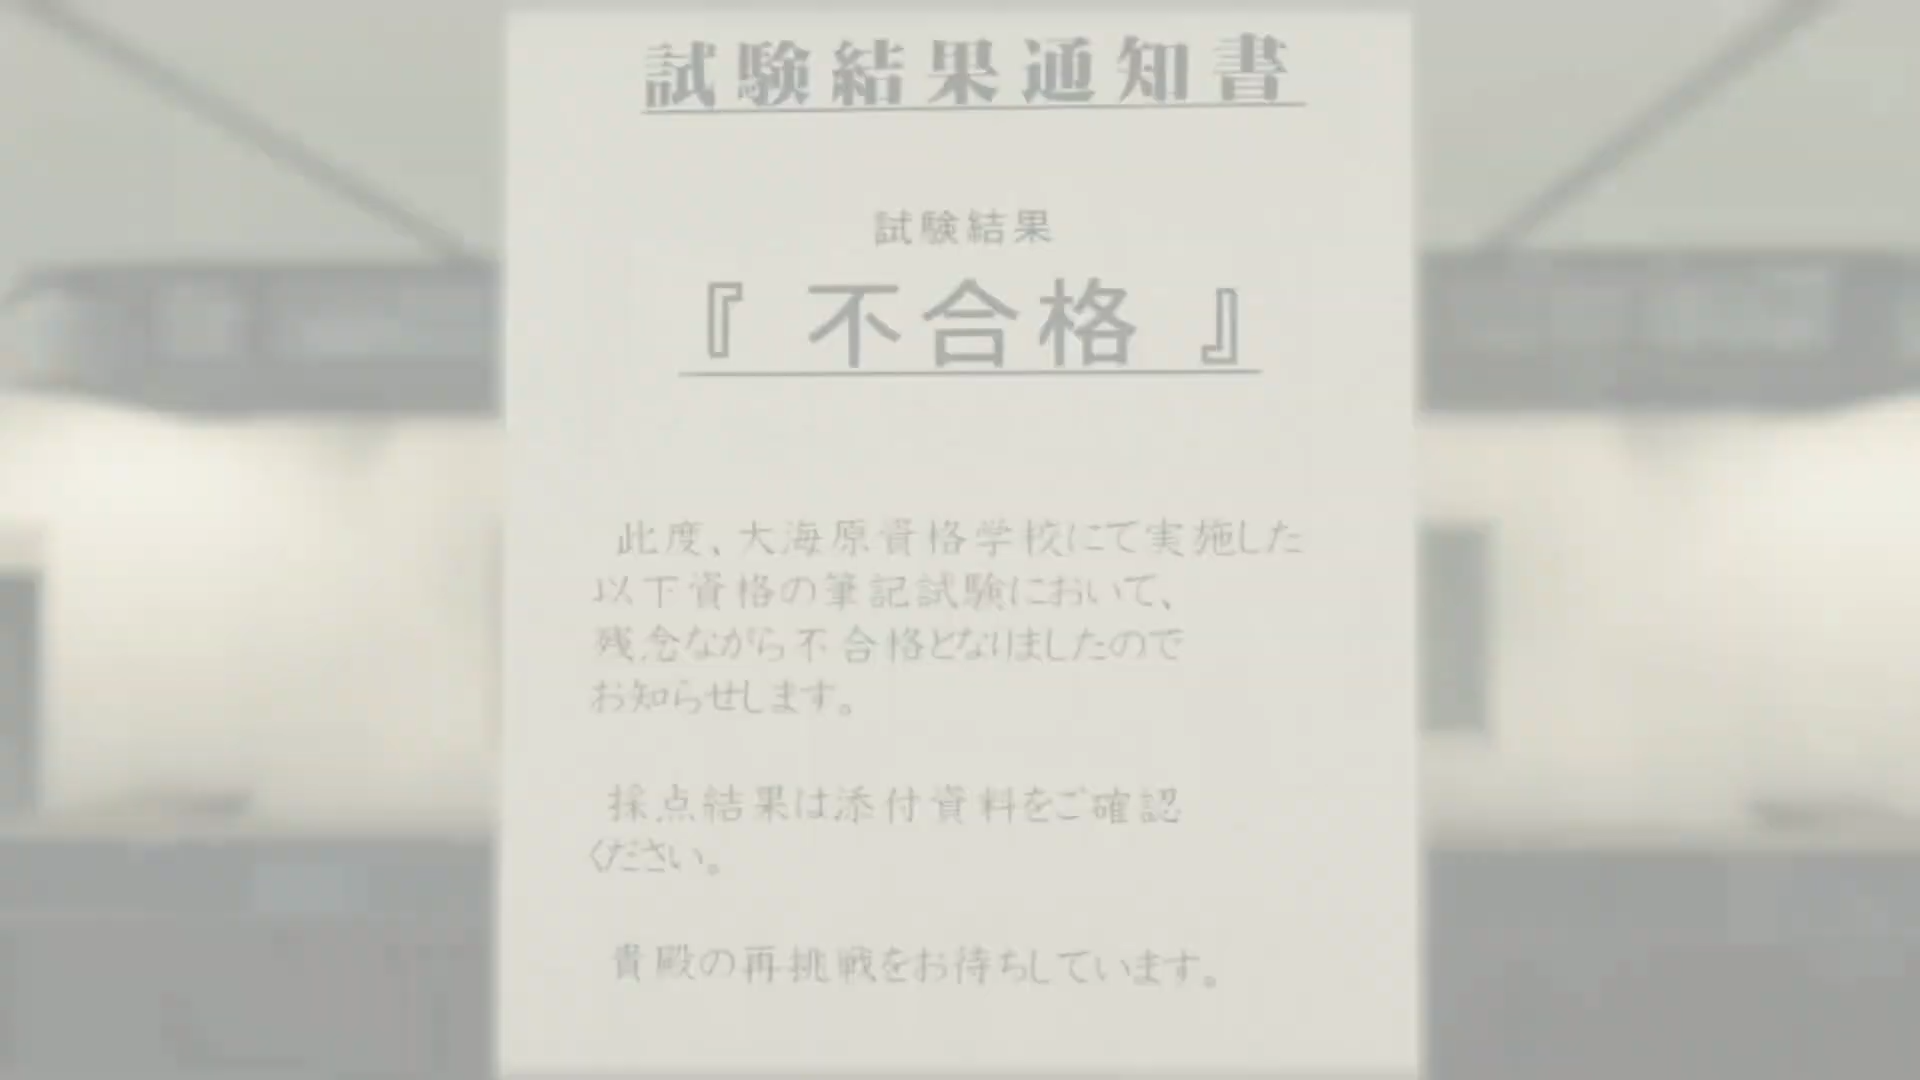 試験結果通知書
試験結果
『 不合格 』
此度、大海原資格学校にて実施した
以下資格の筆記試験において、
残念ながら不合格となりましたので
お知らせします。
採点結果は添付資料をご確認
ください。
貴殿の再挑戦をお待ちしています。